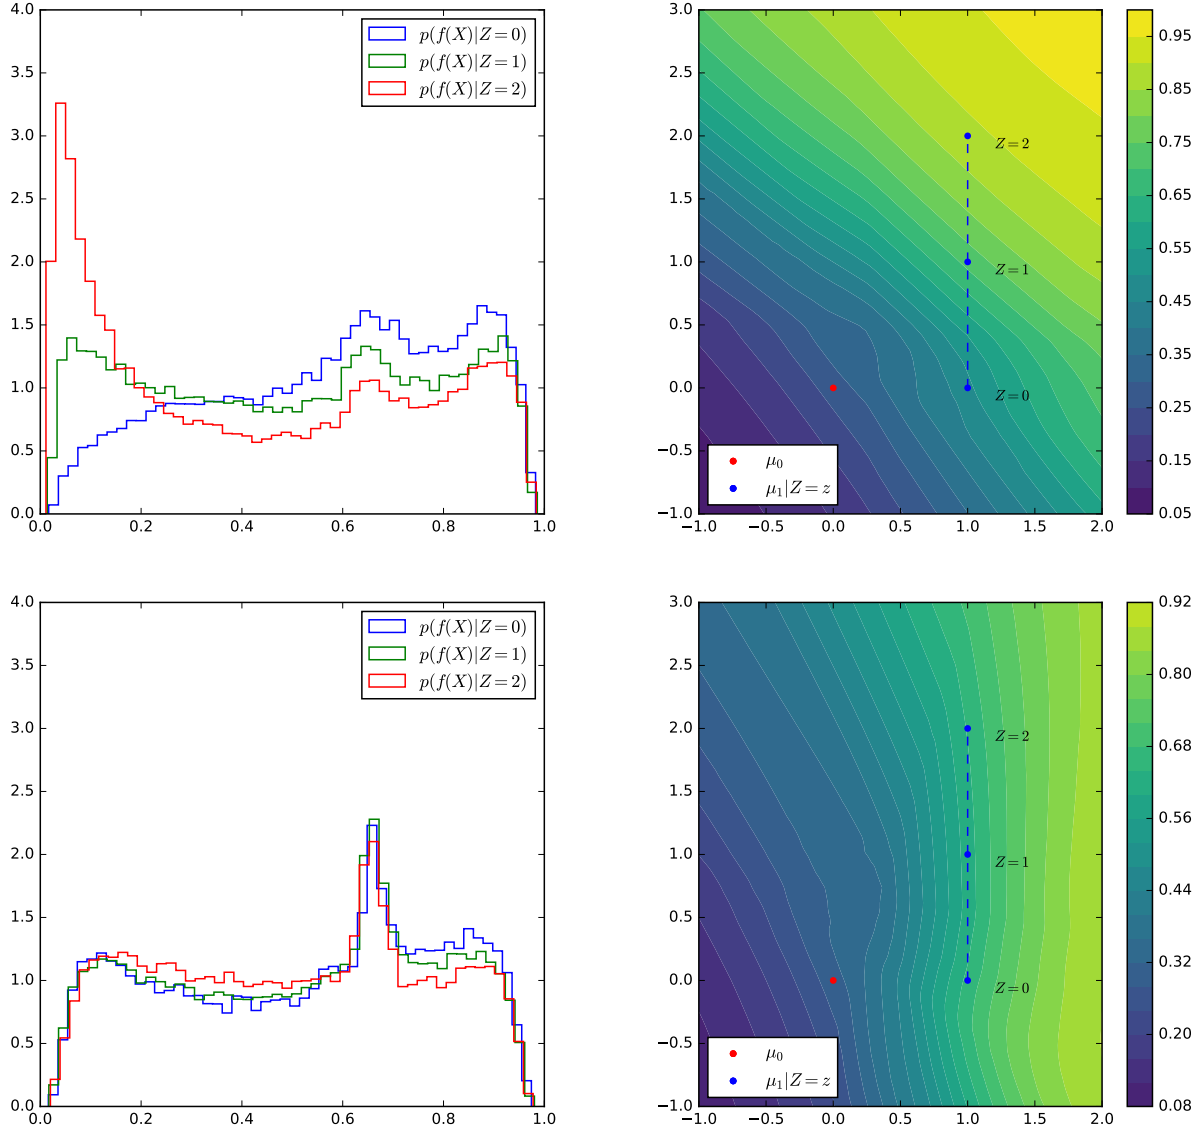 4.0
3.5
3.0
2.5
2.0
1.5
1.0
0.5
0.0
0.0 0.2 0.4 0.6 0.8 1.0
p(f(X)|Z=0)
p(f(X)|Z=1)
p(f(X)|Z=2)
3.0
2.5
2.0
1.5
1.0
0.5
0.0
−0.5
−1.0
−1.0 −0.5 0.0 0.5 1.0 1.5 2.0
Z=2
Z=1
Z=0
μ₀
μ₁|Z=z
0.95
0.85
0.75
0.65
0.55
0.45
0.35
0.25
0.15
0.05
4.0
3.5
3.0
2.5
2.0
1.5
1.0
0.5
0.0
0.0 0.2 0.4 0.6 0.8 1.0
p(f(X)|Z=0)
p(f(X)|Z=1)
p(f(X)|Z=2)
3.0
2.5
2.0
1.5
1.0
0.5
0.0
−0.5
−1.0
−1.0 −0.5 0.0 0.5 1.0 1.5 2.0
Z=2
Z=1
Z=0
μ₀
μ₁|Z=z
0.92
0.80
0.68
0.56
0.44
0.32
0.20
0.08